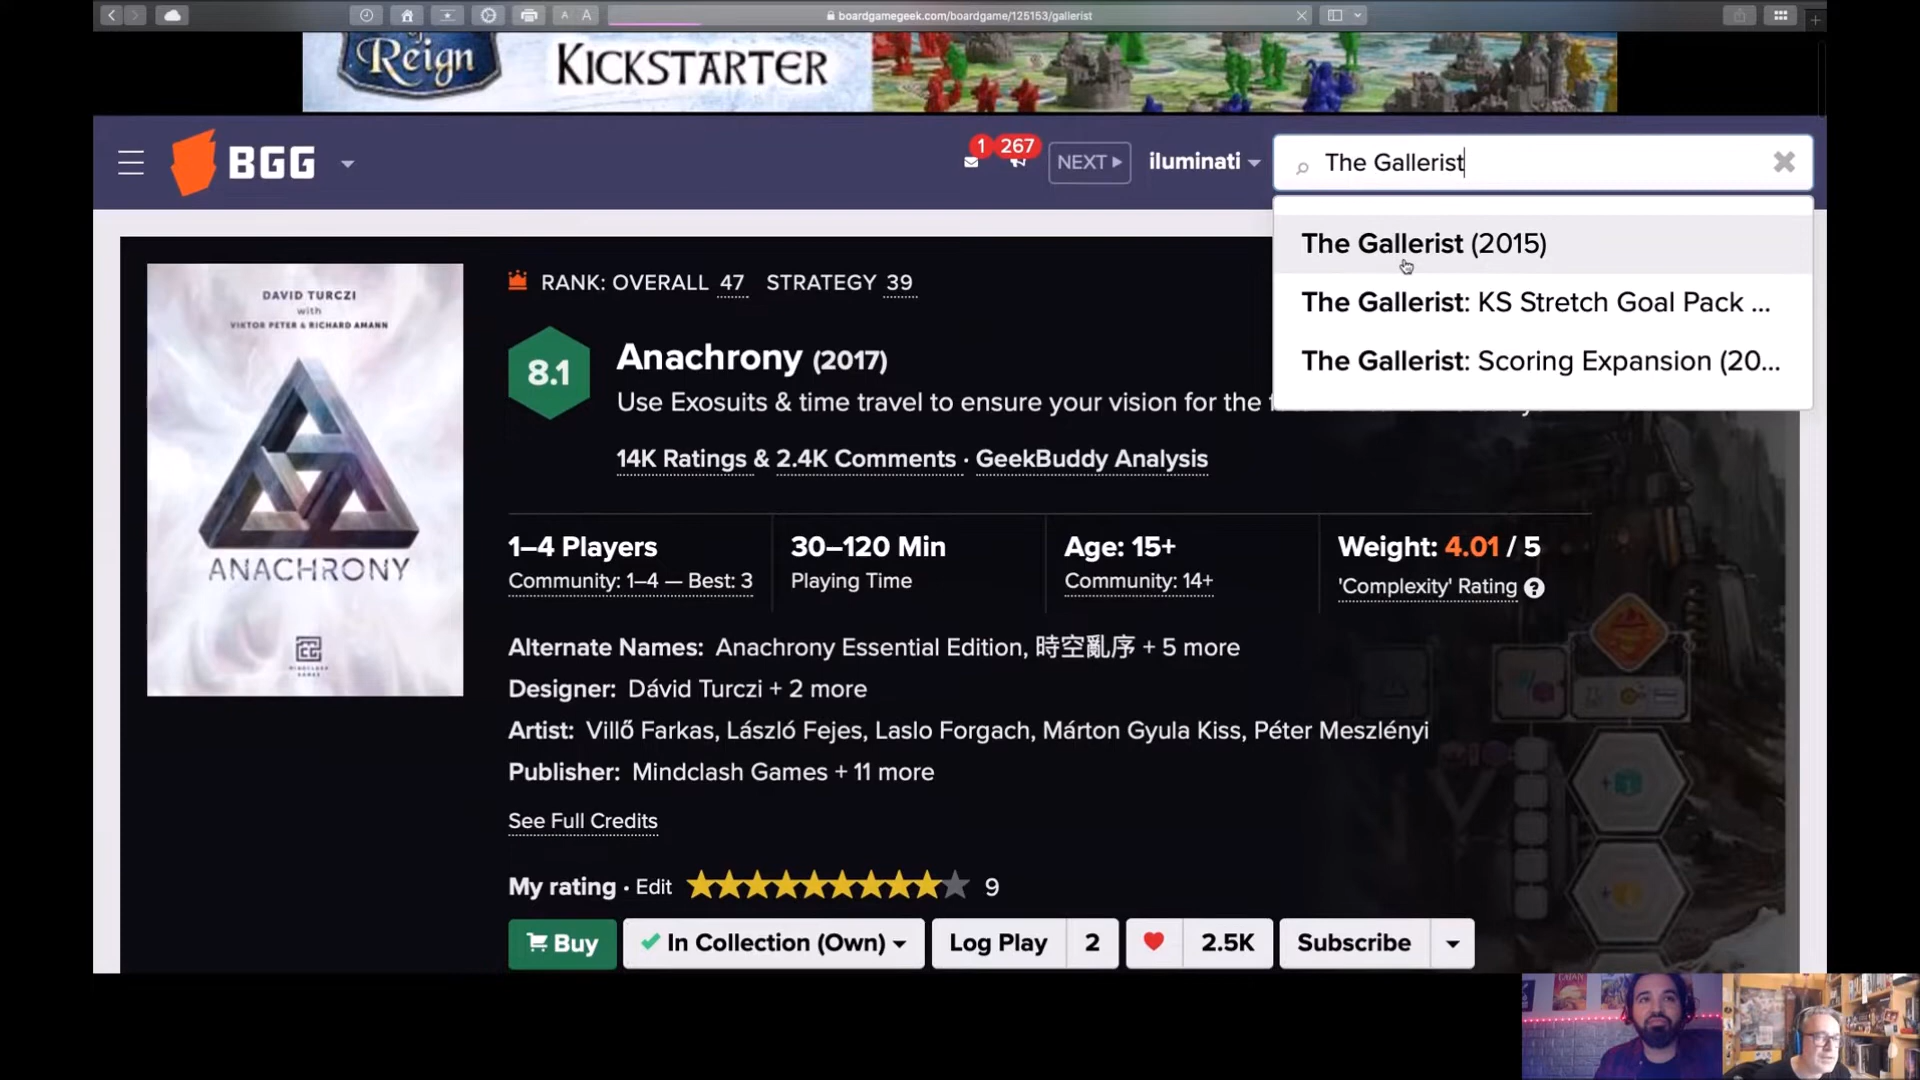 A A
boardgamegeek.com/boardgame/125153/gallerist
Reign
KICKSTARTER
BGG
1
267
NEXT
iluminati
The Gallerist
The Gallerist (2015)
The Gallerist: KS Stretch Goal Pack ...
The Gallerist: Scoring Expansion (20...
DAVID TURCZI
with
VIKTOR PETER & RICHARD AMANN
ANACHRONY
MINDCLASH
GAMES
RANK: OVERALL 47 STRATEGY 39
8.1
Anachrony (2017)
Use Exosuits & time travel to ensure your vision for the
14K Ratings & 2.4K Comments · GeekBuddy Analysis
1–4 Players
Community: 1–4 — Best: 3
30–120 Min
Playing Time
Age: 15+
Community: 14+
Weight: 4.01 / 5
'Complexity' Rating ?
Alternate Names: Anachrony Essential Edition, 時空亂序 + 5 more
Designer: Dávid Turczi + 2 more
Artist: Villő Farkas, László Fejes, Laslo Forgach, Márton Gyula Kiss, Péter Meszlényi
Publisher: Mindclash Games + 11 more
See Full Credits
My rating · Edit 9
Buy
In Collection (Own)
Log Play 2
2.5K
Subscribe